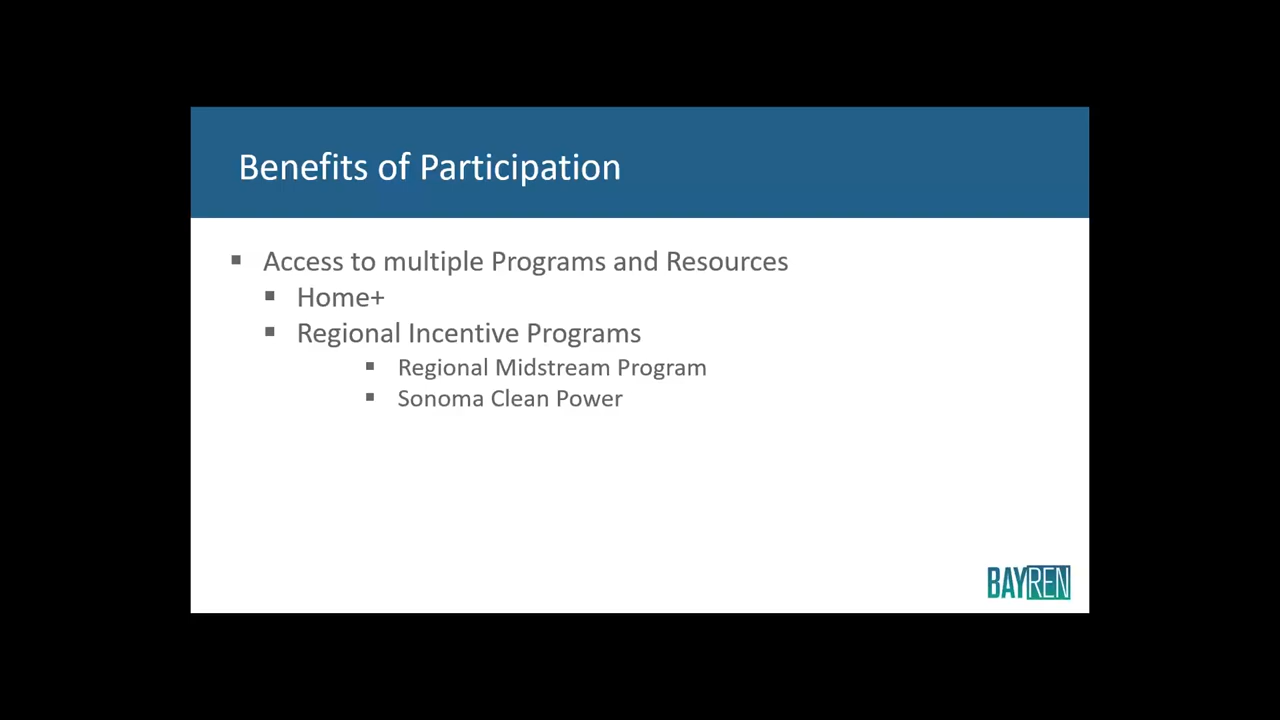 Benefits of Participation
Access to multiple Programs and Resources
Home+
Regional Incentive Programs
Regional Midstream Program
Sonoma Clean Power
BAYREN